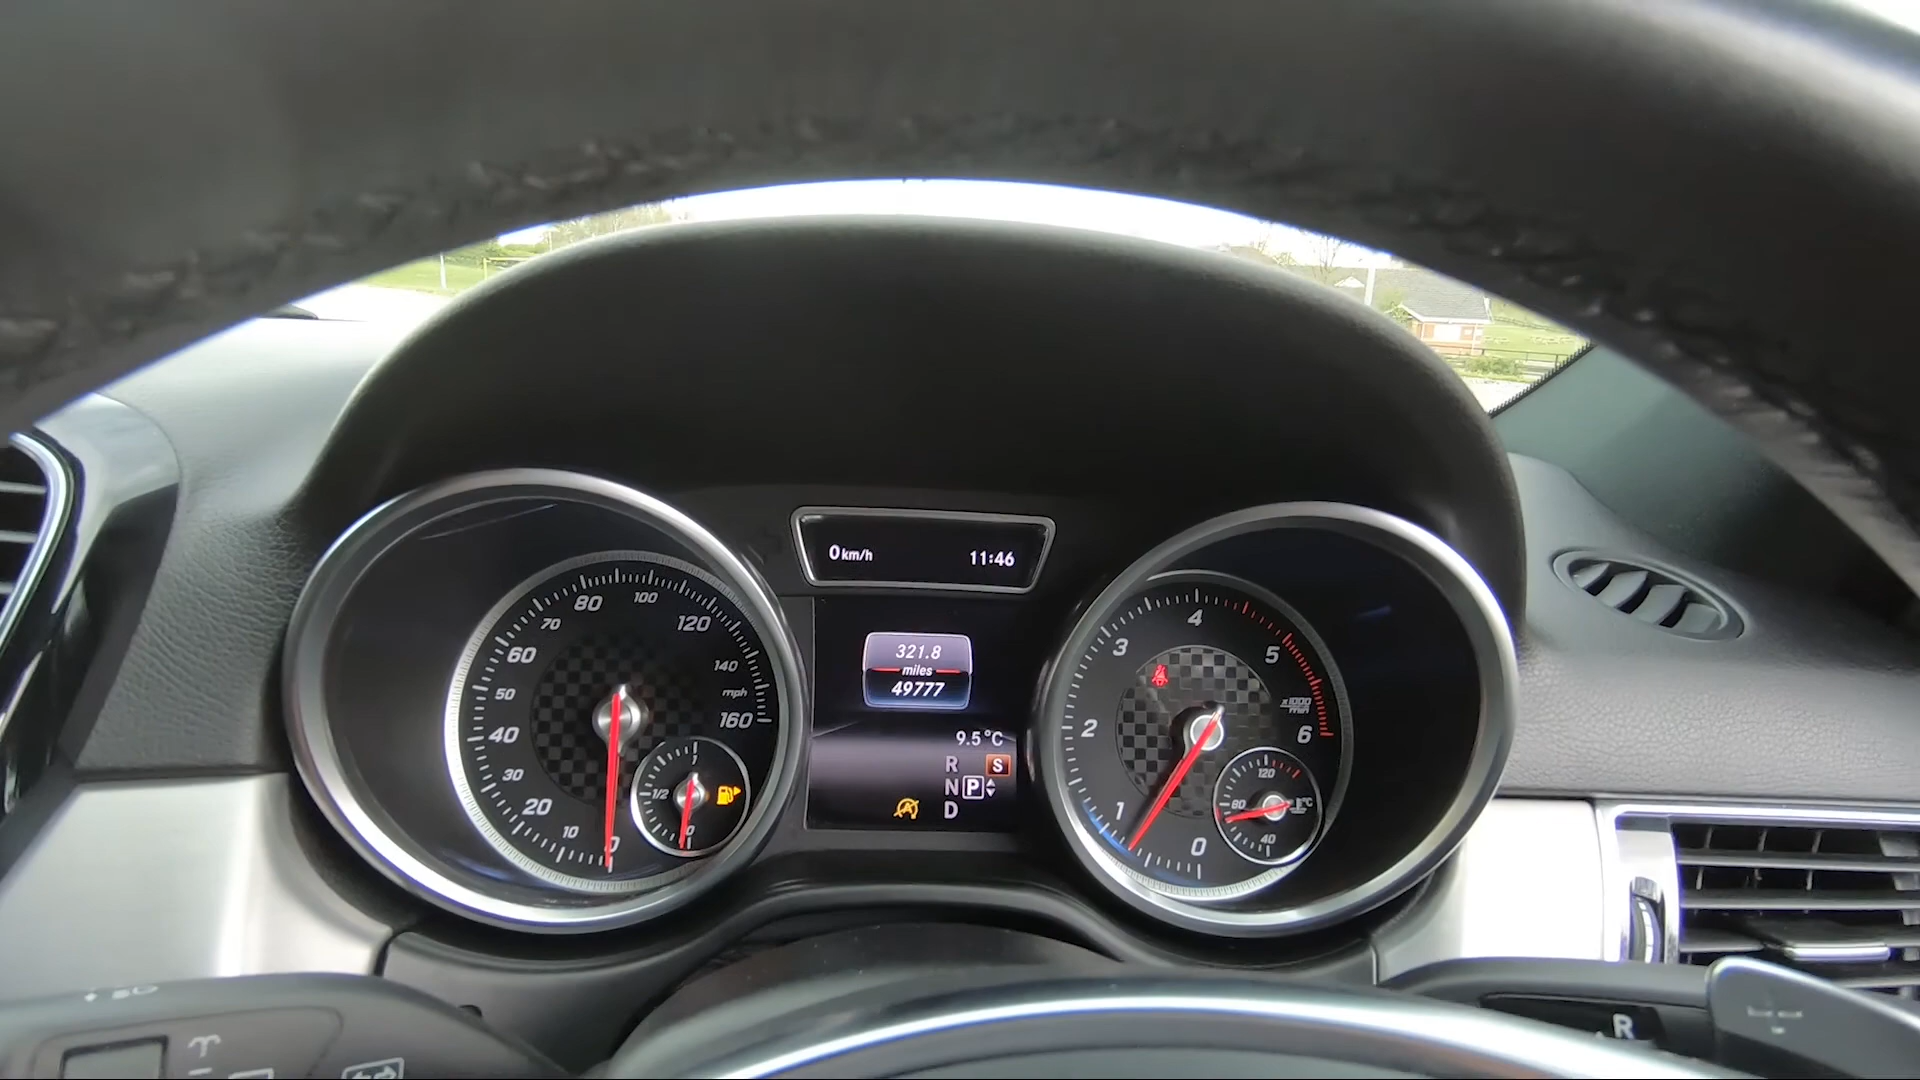 0 km/h 11:46
80 100
70 120
60 140
50 mph
40 160
30
20
10 0
1
1/2
0
321.8
miles
49777
9.5°C
R S
N P
D
4
3 5
2 x1000
min
6
1
0
120
80 °C
40
R